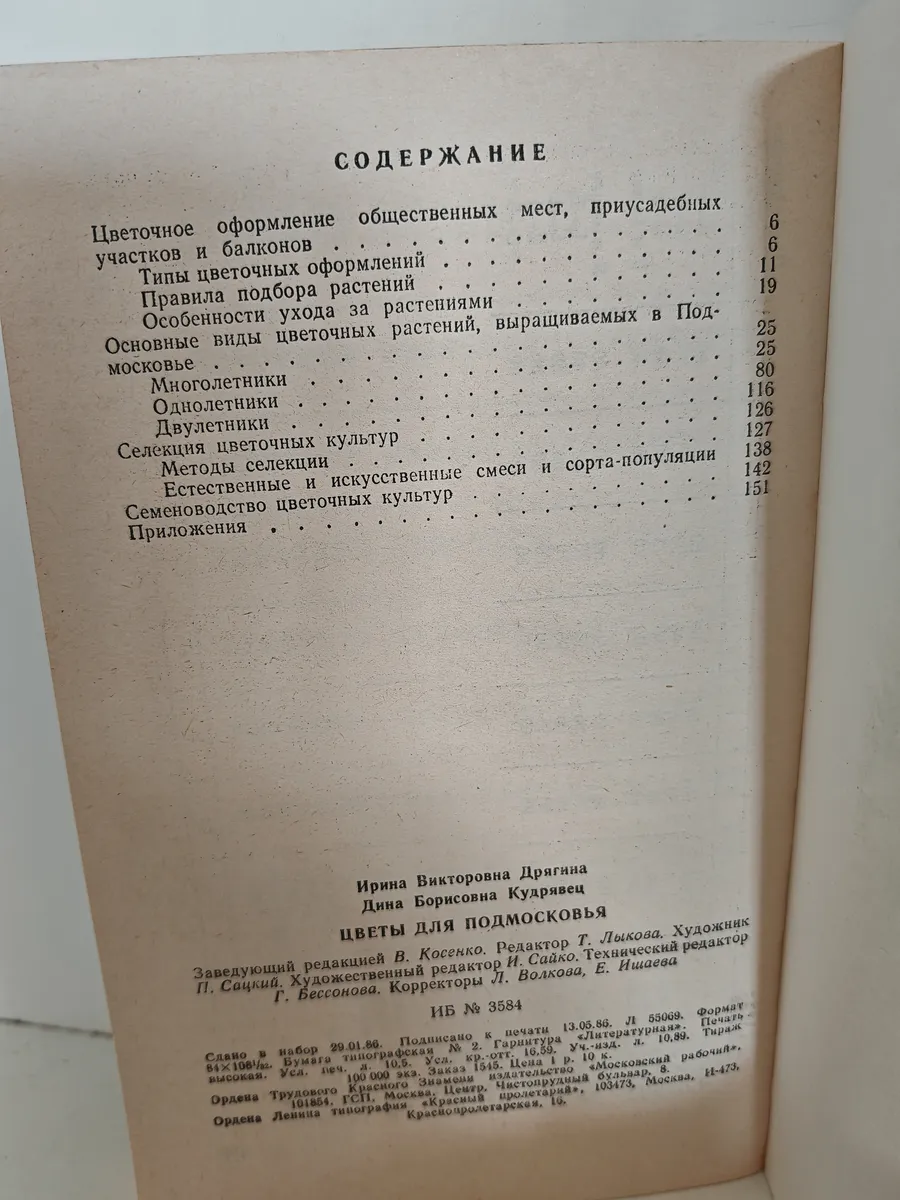 СОДЕРЖАНИЕ
Цветочное оформление общественных мест, приусадебных
участков и балконов . . . . . . . . . . . . . . 6
Типы цветочных оформлений . . . . . . . . . . 6
Правила подбора растений . . . . . . . . . . 11
Особенности ухода за растениями . . . . . . . 19
Основные виды цветочных растений, выращиваемых в Под-
московье . . . . . . . . . . . . . . . . . . 25
Многолетники . . . . . . . . . . . . . . . 25
Однолетники . . . . . . . . . . . . . . . 80
Двулетники . . . . . . . . . . . . . . . 116
Селекция цветочных культур . . . . . . . . . . 126
Методы селекции . . . . . . . . . . . . . 127
Естественные и искусственные смеси и сорта-популяции 138
Семеноводство цветочных культур . . . . . . . . 142
Приложения . . . . . . . . . . . . . . . . 151
Ирина Викторовна Дрягина
Дина Борисовна Кудрявец
ЦВЕТЫ ДЛЯ ПОДМОСКОВЬЯ
Заведующий редакцией В. Косенко. Редактор Т. Лыкова. Художник
П. Сацкий. Художественный редактор И. Сайко. Технический редактор
Г. Бессонова. Корректоры Л. Волкова, Е. Ишаева
ИБ № 3584
Сдано в набор 29.01.86. Подписано к печати 13.05.86. Л 55069. Формат
84×108¹/₃₂. Бумага типографская № 2. Гарнитура «Литературная». Печать
высокая. Усл. печ. л. 10,5. Усл. кр.-отт. 16,59. Уч.-изд. л. 10,89. Тираж
100 000 экз. Заказ 1545. Цена 1 р. 10 к.
Ордена Трудового Красного Знамени издательство «Московский рабочий»,
101854, ГСП, Москва, Центр, Чистопрудный бульвар, 8.
Ордена Ленина типография «Красный пролетарий», 103473, Москва, И-473,
Краснопролетарская, 16.